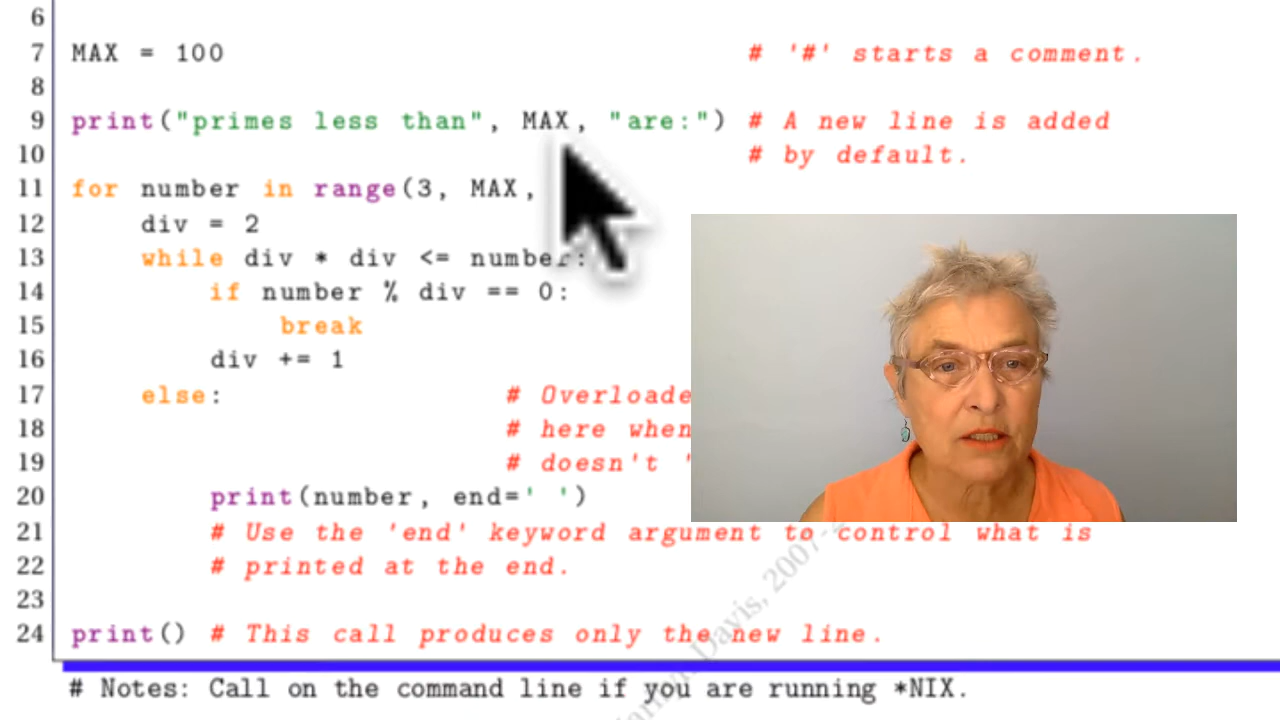 6
7 MAX = 100 # '#' starts a comment.
8
9 print("primes less than", MAX, "are:") # A new line is added
10 # by default.
11 for number in range(3, MAX,
12 div = 2
13 while div * div <= number:
14 if number % div == 0:
15 break
16 div += 1
17 else: # Overloade
18 # here when
19 # doesn't '
20 print(number, end=' ')
21 # Use the 'end' keyword argument to control what is
22 # printed at the end.
23
24 print() # This call produces only the new line.
# Notes: Call on the command line if you are running *NIX.
Davis, 2007-